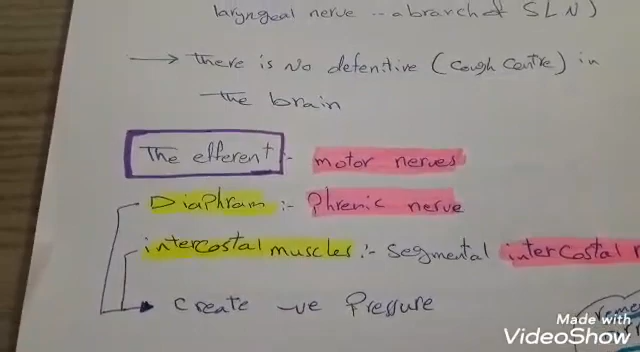 laryngeal nerve -- a branch of SLN)
→ there is no defenitive (cough centre) in
the brain
The efferent :- motor nerves
Diaphram :- Phrenic nerve
intercostal muscles :- segmental intercostal
create -ve Pressure
Made with
VideoShow